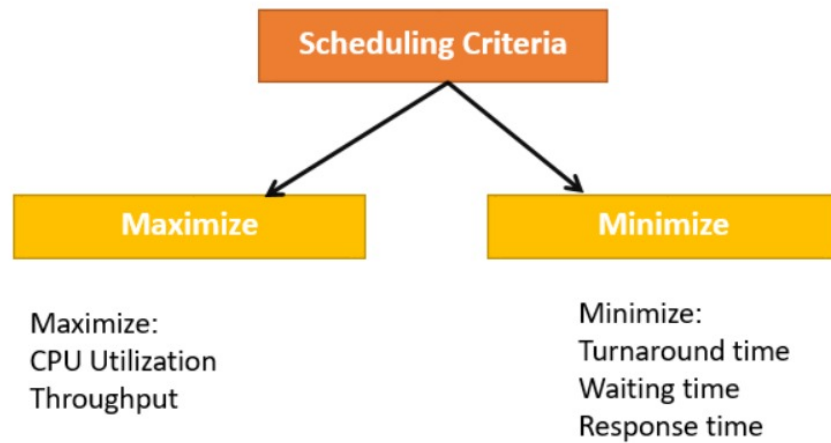 Scheduling Criteria
Maximize
Minimize
Maximize:
CPU Utilization
Throughput
Minimize:
Turnaround time
Waiting time
Response time